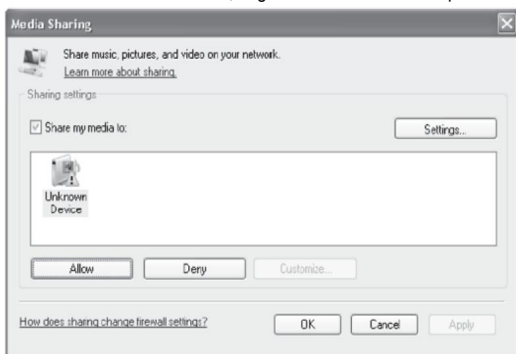 Media Sharing
Share music, pictures, and video on your network.
Learn more about sharing.
Sharing settings
Share my media to:
Settings...
Unknown
Device
Allow
Deny
Customize...
How does sharing change firewall settings?
OK
Cancel
Apply